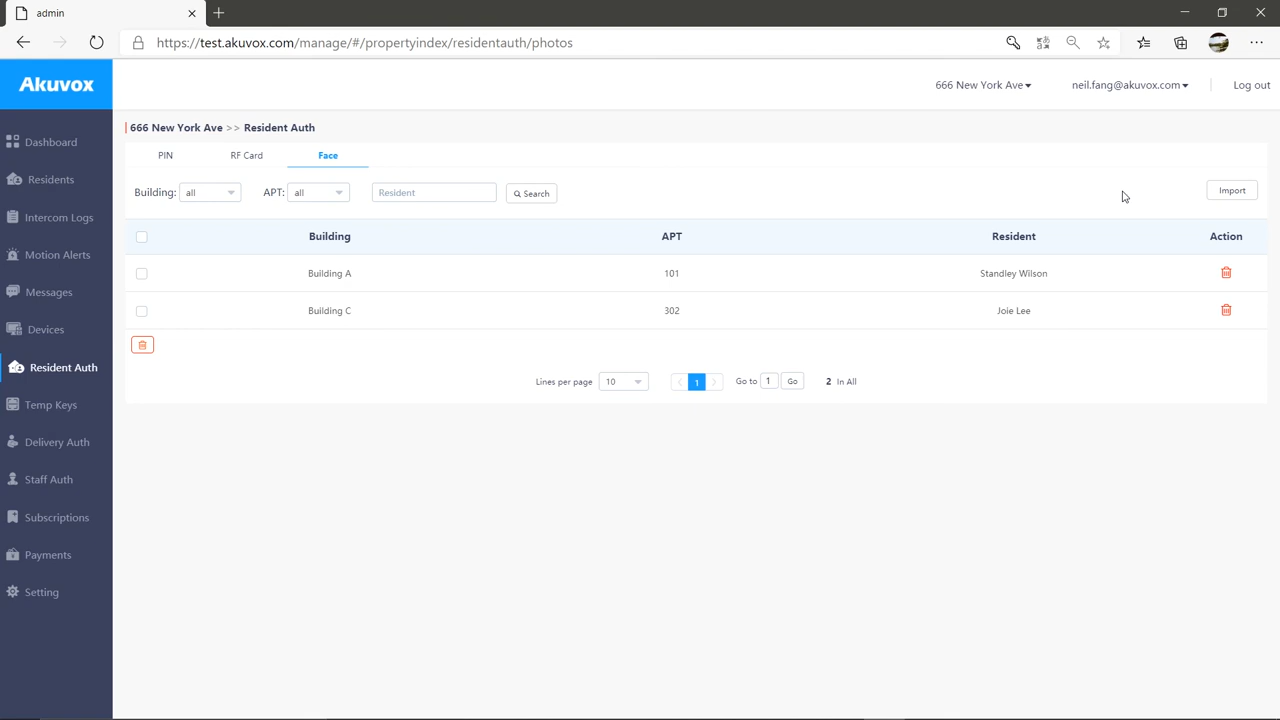 admin
https://test.akuvox.com/manage/#/propertyindex/residentauth/photos
Akuvox
666 New York Ave
neil.fang@akuvox.com
Log out
Dashboard
Residents
Intercom Logs
Motion Alerts
Messages
Devices
Resident Auth
Temp Keys
Delivery Auth
Staff Auth
Subscriptions
Payments
Setting
666 New York Ave >> Resident Auth
PIN RF Card Face
Building: all APT: all Resident Search Import
Building APT Resident Action
Building A 101 Standley Wilson
Building C 302 Joie Lee
Lines per page 10 < 1 > Go to 1 Go 2 In All